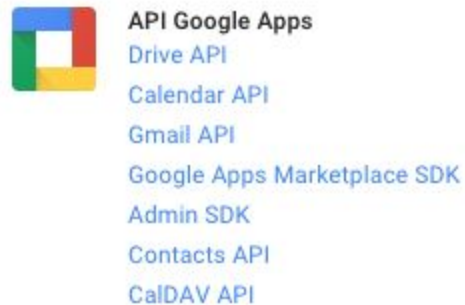 API Google Apps
Drive API
Calendar API
Gmail API
Google Apps Marketplace SDK
Admin SDK
Contacts API
CalDAV API